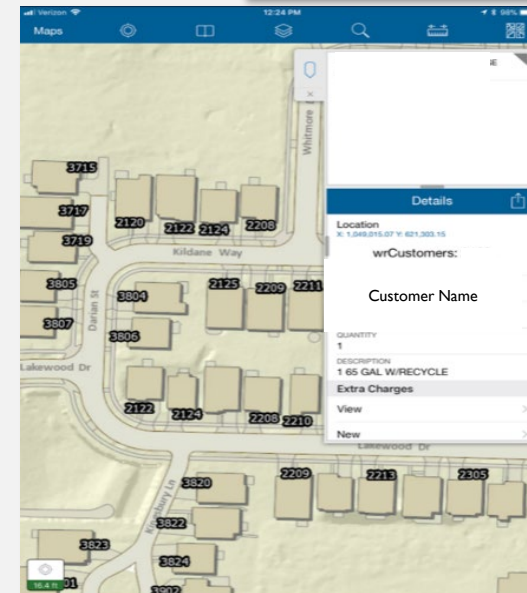 Verizon 12:24 PM 98%
Maps
Details
Location
X: 1,049,015.07 Y: 621,303.15
wrCustomers:
Customer Name
QUANTITY
1
DESCRIPTION
1 65 GAL W/RECYCLE
Extra Charges
View
New
Whitmore
3715
3717
2120
2122
2124
2208
3719
Kildane Way
3805
3804
2125
2209
2211
3807
Darian St
3806
Lakewood Dr
2122
2124
2208
2210
Lakewood Dr
2209
2213
2305
3820
Kingsbury Ln
3822
3823
3824
3902
16.4 ft